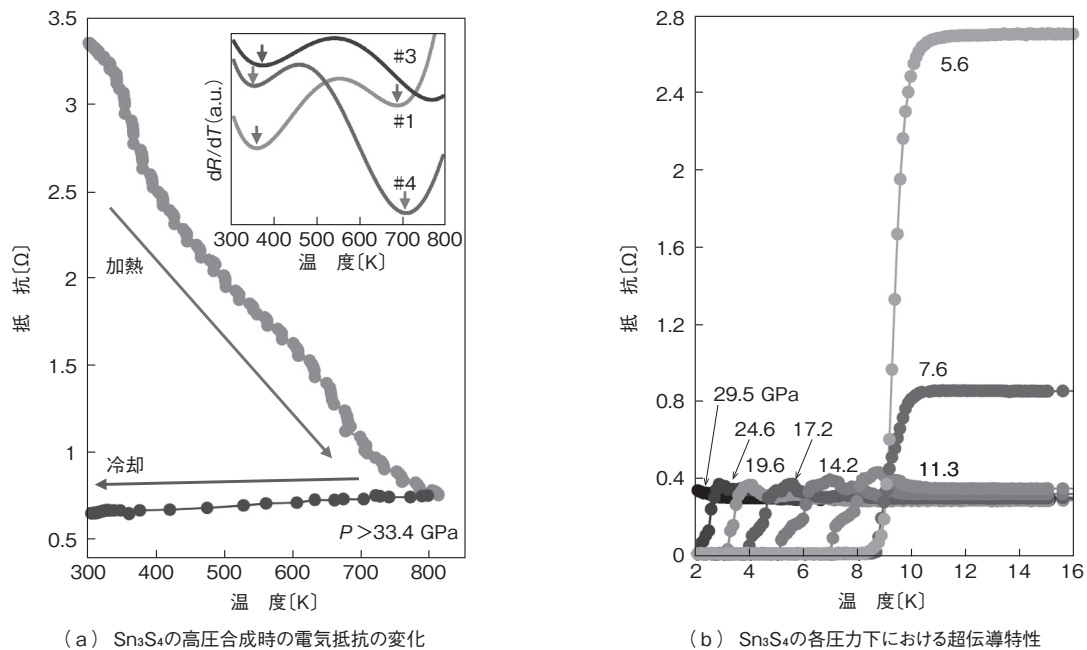 3.5
3
2.5
2
1.5
1
0.5
抵 抗〔Ω〕
300 400 500 600 700 800
温 度〔K〕
加熱
冷却
P＞33.4 GPa
dR/dT(a.u.)
#3
#1
#4
300 400 500 600 700 800
温 度〔K〕
（a） Sn₃S₄の高圧合成時の電気抵抗の変化
2.8
2.4
2
1.6
1.2
0.8
0.4
0
抵 抗〔Ω〕
5.6
7.6
29.5 GPa
24.6
17.2
19.6
14.2
11.3
2 4 6 8 10 12 14 16
温 度〔K〕
（b） Sn₃S₄の各圧力下における超伝導特性